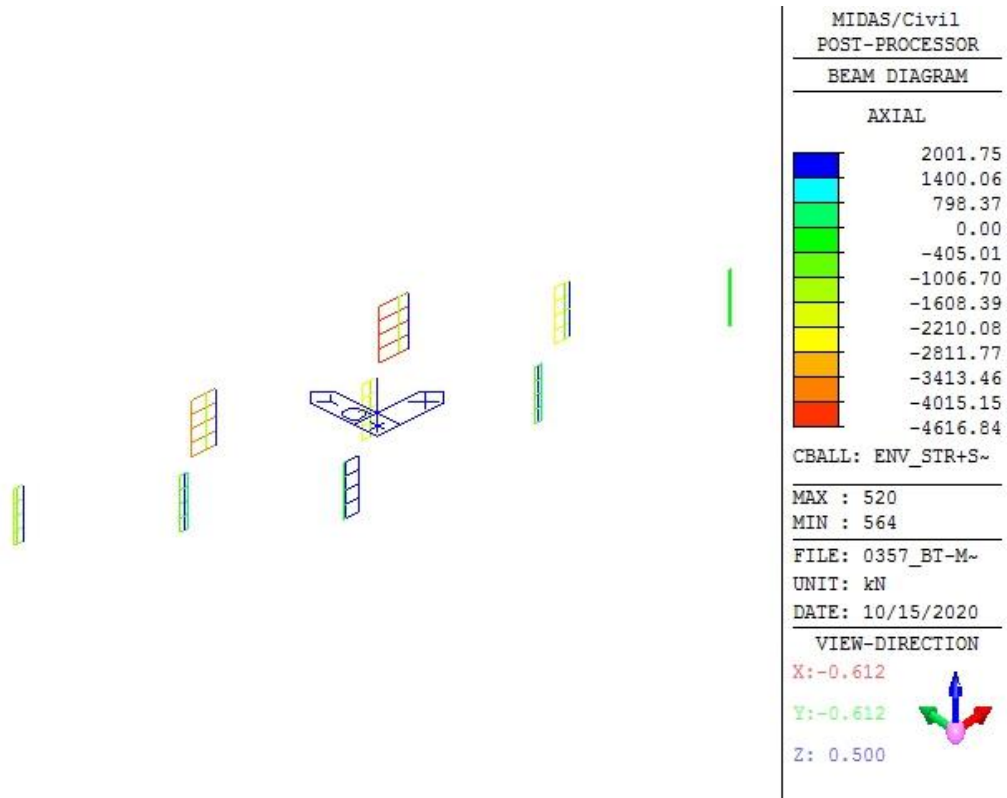 MIDAS/Civil
POST-PROCESSOR
BEAM DIAGRAM
AXIAL
2001.75
1400.06
798.37
0.00
-405.01
-1006.70
-1608.39
-2210.08
-2811.77
-3413.46
-4015.15
-4616.84
CBALL: ENV_STR+S~
MAX : 520
MIN : 564
FILE: 0357_BT-M~
UNIT: kN
DATE: 10/15/2020
VIEW-DIRECTION
X:-0.612
Y:-0.612
Z: 0.500